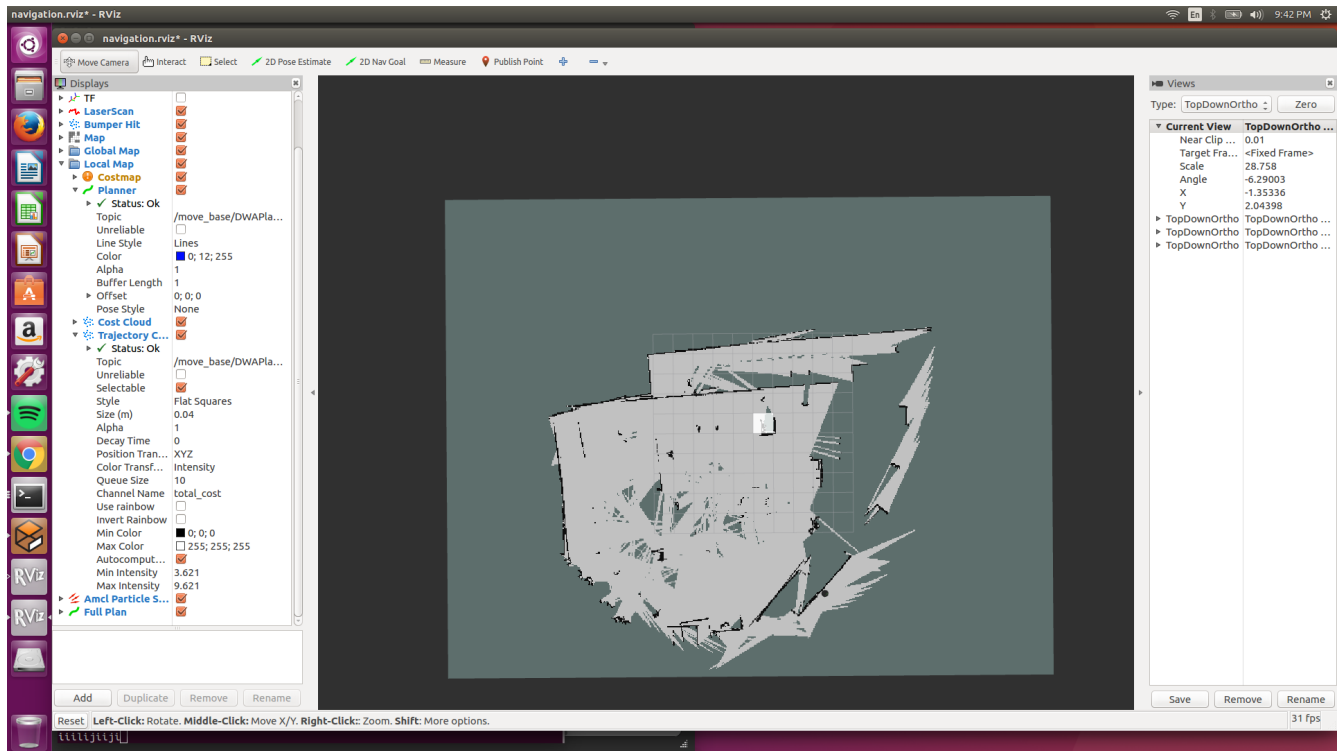 navigation.rviz* - RViz
En
9:42 PM
navigation.rviz* - RViz
Move Camera Interact Select 2D Pose Estimate 2D Nav Goal Measure Publish Point
Displays
TF
LaserScan
Bumper Hit
Map
Global Map
Local Map
Costmap
Planner
Status: Ok
Topic /move_base/DWAPla...
Unreliable
Line Style Lines
Color 0; 12; 255
Alpha 1
Buffer Length 1
Offset 0; 0; 0
Pose Style None
Cost Cloud
Trajectory C...
Status: Ok
Topic /move_base/DWAPla...
Unreliable
Selectable
Style Flat Squares
Size (m) 0.04
Alpha 1
Decay Time 0
Position Tran... XYZ
Color Transf... Intensity
Queue Size 10
Channel Name total_cost
Use rainbow
Invert Rainbow
Min Color 0; 0; 0
Max Color 255; 255; 255
Autocomput...
Min Intensity 3.621
Max Intensity 9.621
Amcl Particle S...
Full Plan
Add Duplicate Remove Rename
Reset Left-Click: Rotate. Middle-Click: Move X/Y. Right-Click:: Zoom. Shift: More options.
31 fps
Views
Type: TopDownOrtho Zero
Current View TopDownOrtho ...
Near Clip ... 0.01
Target Fra... <Fixed Frame>
Scale 28.758
Angle -6.29003
X -1.35336
Y 2.04398
TopDownOrtho TopDownOrtho ...
TopDownOrtho TopDownOrtho ...
TopDownOrtho TopDownOrtho ...
Save Remove Rename
RViz
RViz